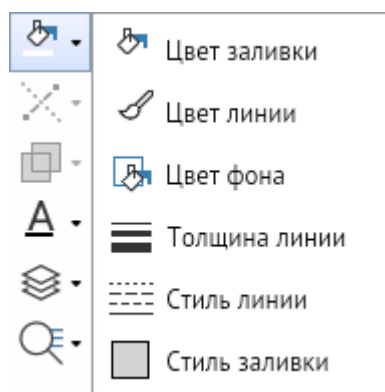 Цвет заливки
Цвет линии
Цвет фона
A
Толщина линии
Стиль линии
Стиль заливки